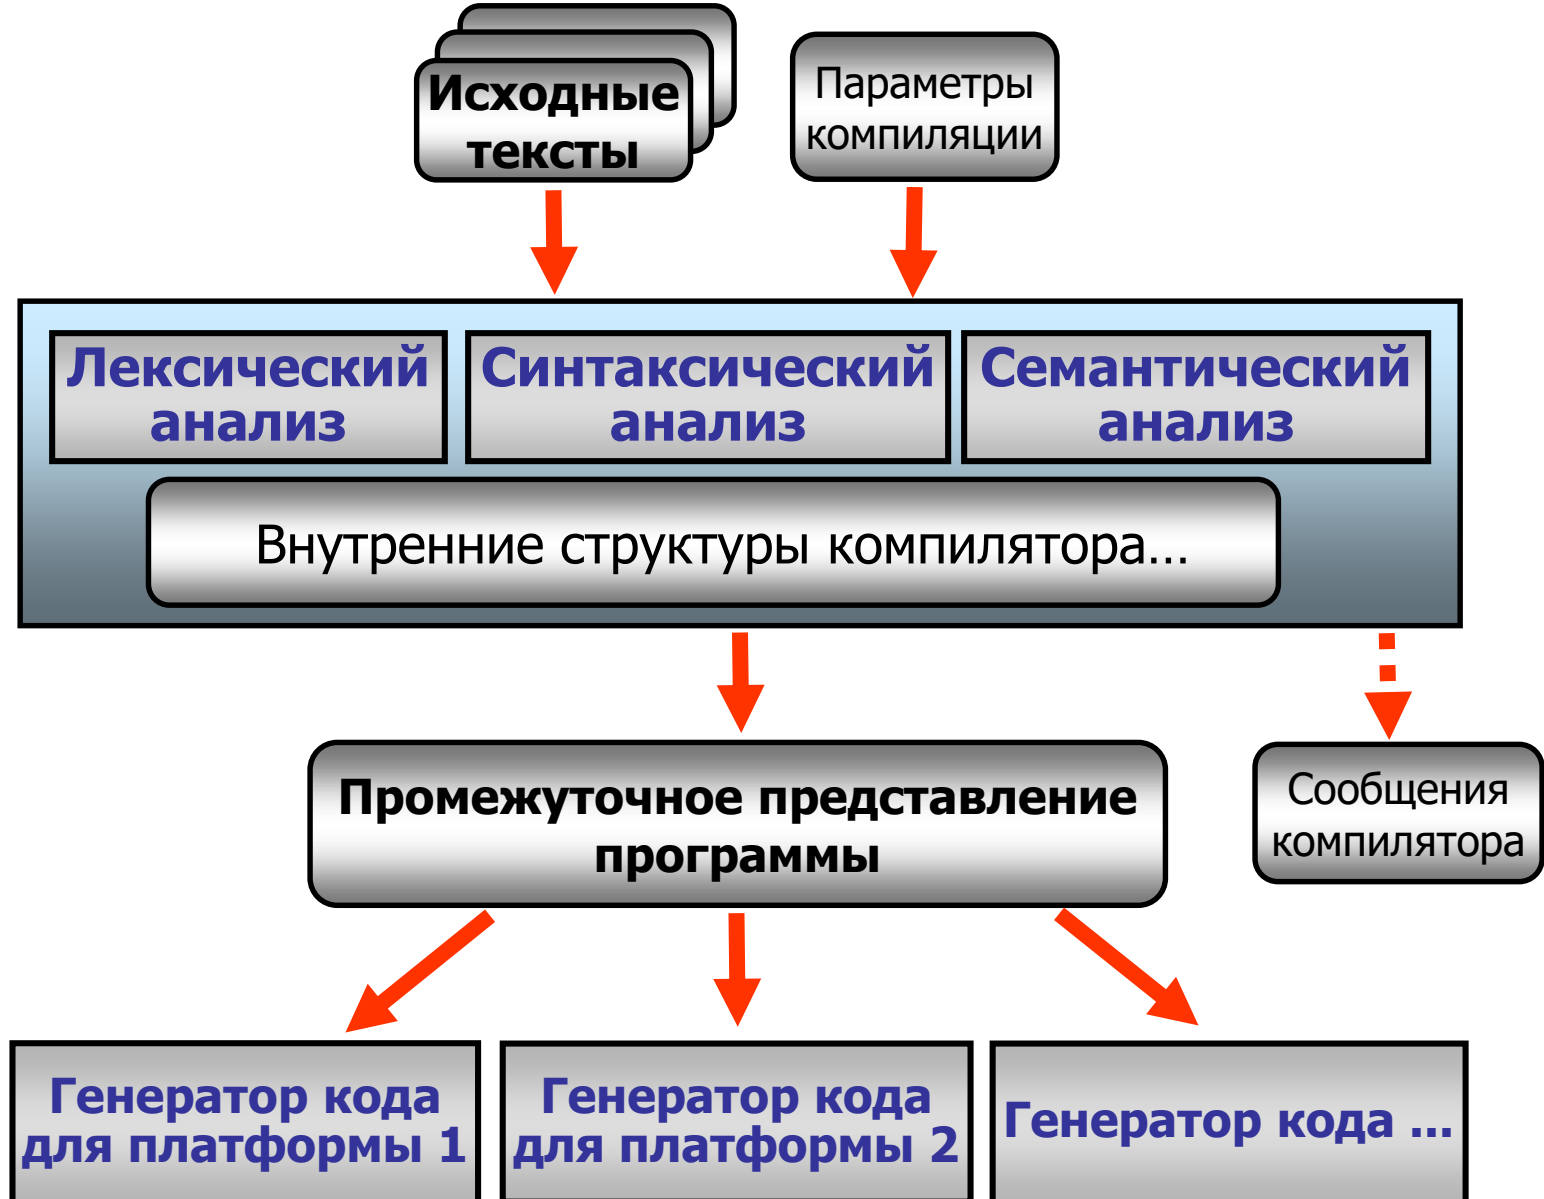 Исходные
тексты
Параметры
компиляции
Лексический
анализ
Синтаксический
анализ
Семантический
анализ
Внутренние структуры компилятора...
Промежуточное представление
программы
Сообщения
компилятора
Генератор кода
для платформы 1
Генератор кода
для платформы 2
Генератор кода ...